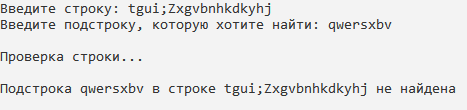 Введите строку: tgui;Zxgvbnhkdkyhj
Введите подстроку, которую хотите найти: qwersxbv
Проверка строки...
Подстрока qwersxbv в строке tgui;Zxgvbnhkdkyhj не найдена